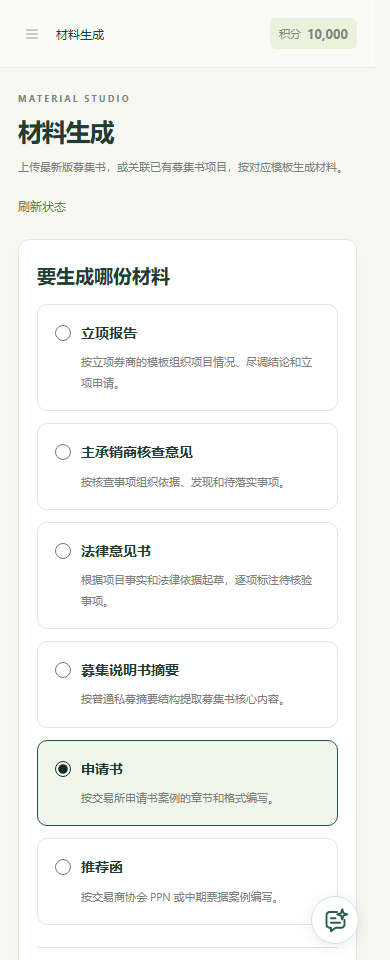 材料生成
积分 10,000
MATERIAL STUDIO
材料生成
上传最新版募集书，或关联已有募集书项目，按对应模板生成材料。
刷新状态
要生成哪份材料
立项报告
按立项券商的模板组织项目情况、尽调结论和立
项申请。
主承销商核查意见
按核查事项组织依据、发现和待落实事项。
法律意见书
根据项目事实和法律依据起草，逐项标注待核验
事项。
募集说明书摘要
按普通私募摘要结构提取募集书核心内容。
申请书
按交易所申请书案例的章节和格式编写。
推荐函
按交易商协会 PPN 或中期票据案例编写。